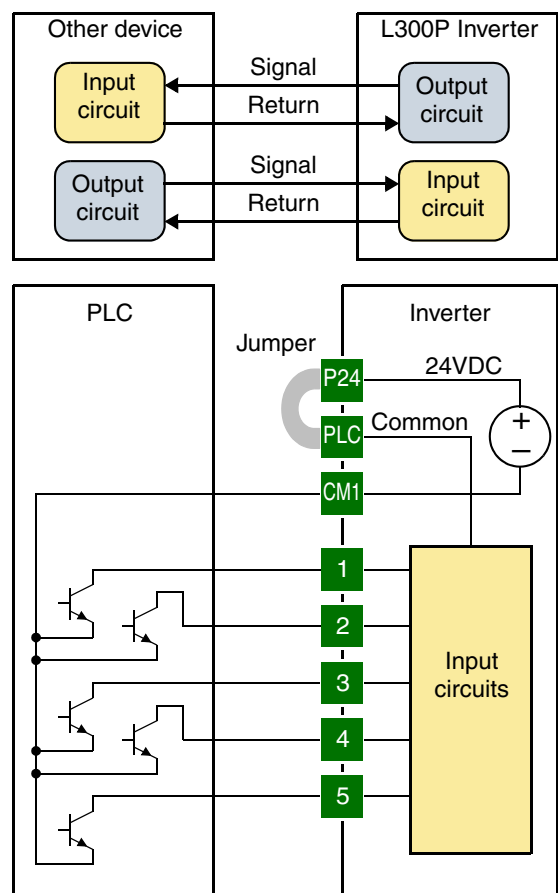 Other device
L300P Inverter
Input
circuit
Signal
Return
Output
circuit
Output
circuit
Signal
Return
Input
circuit
PLC
Inverter
Jumper
P24
24VDC
PLC
Common
+
–
CM1
1
2
3
4
5
Input
circuits